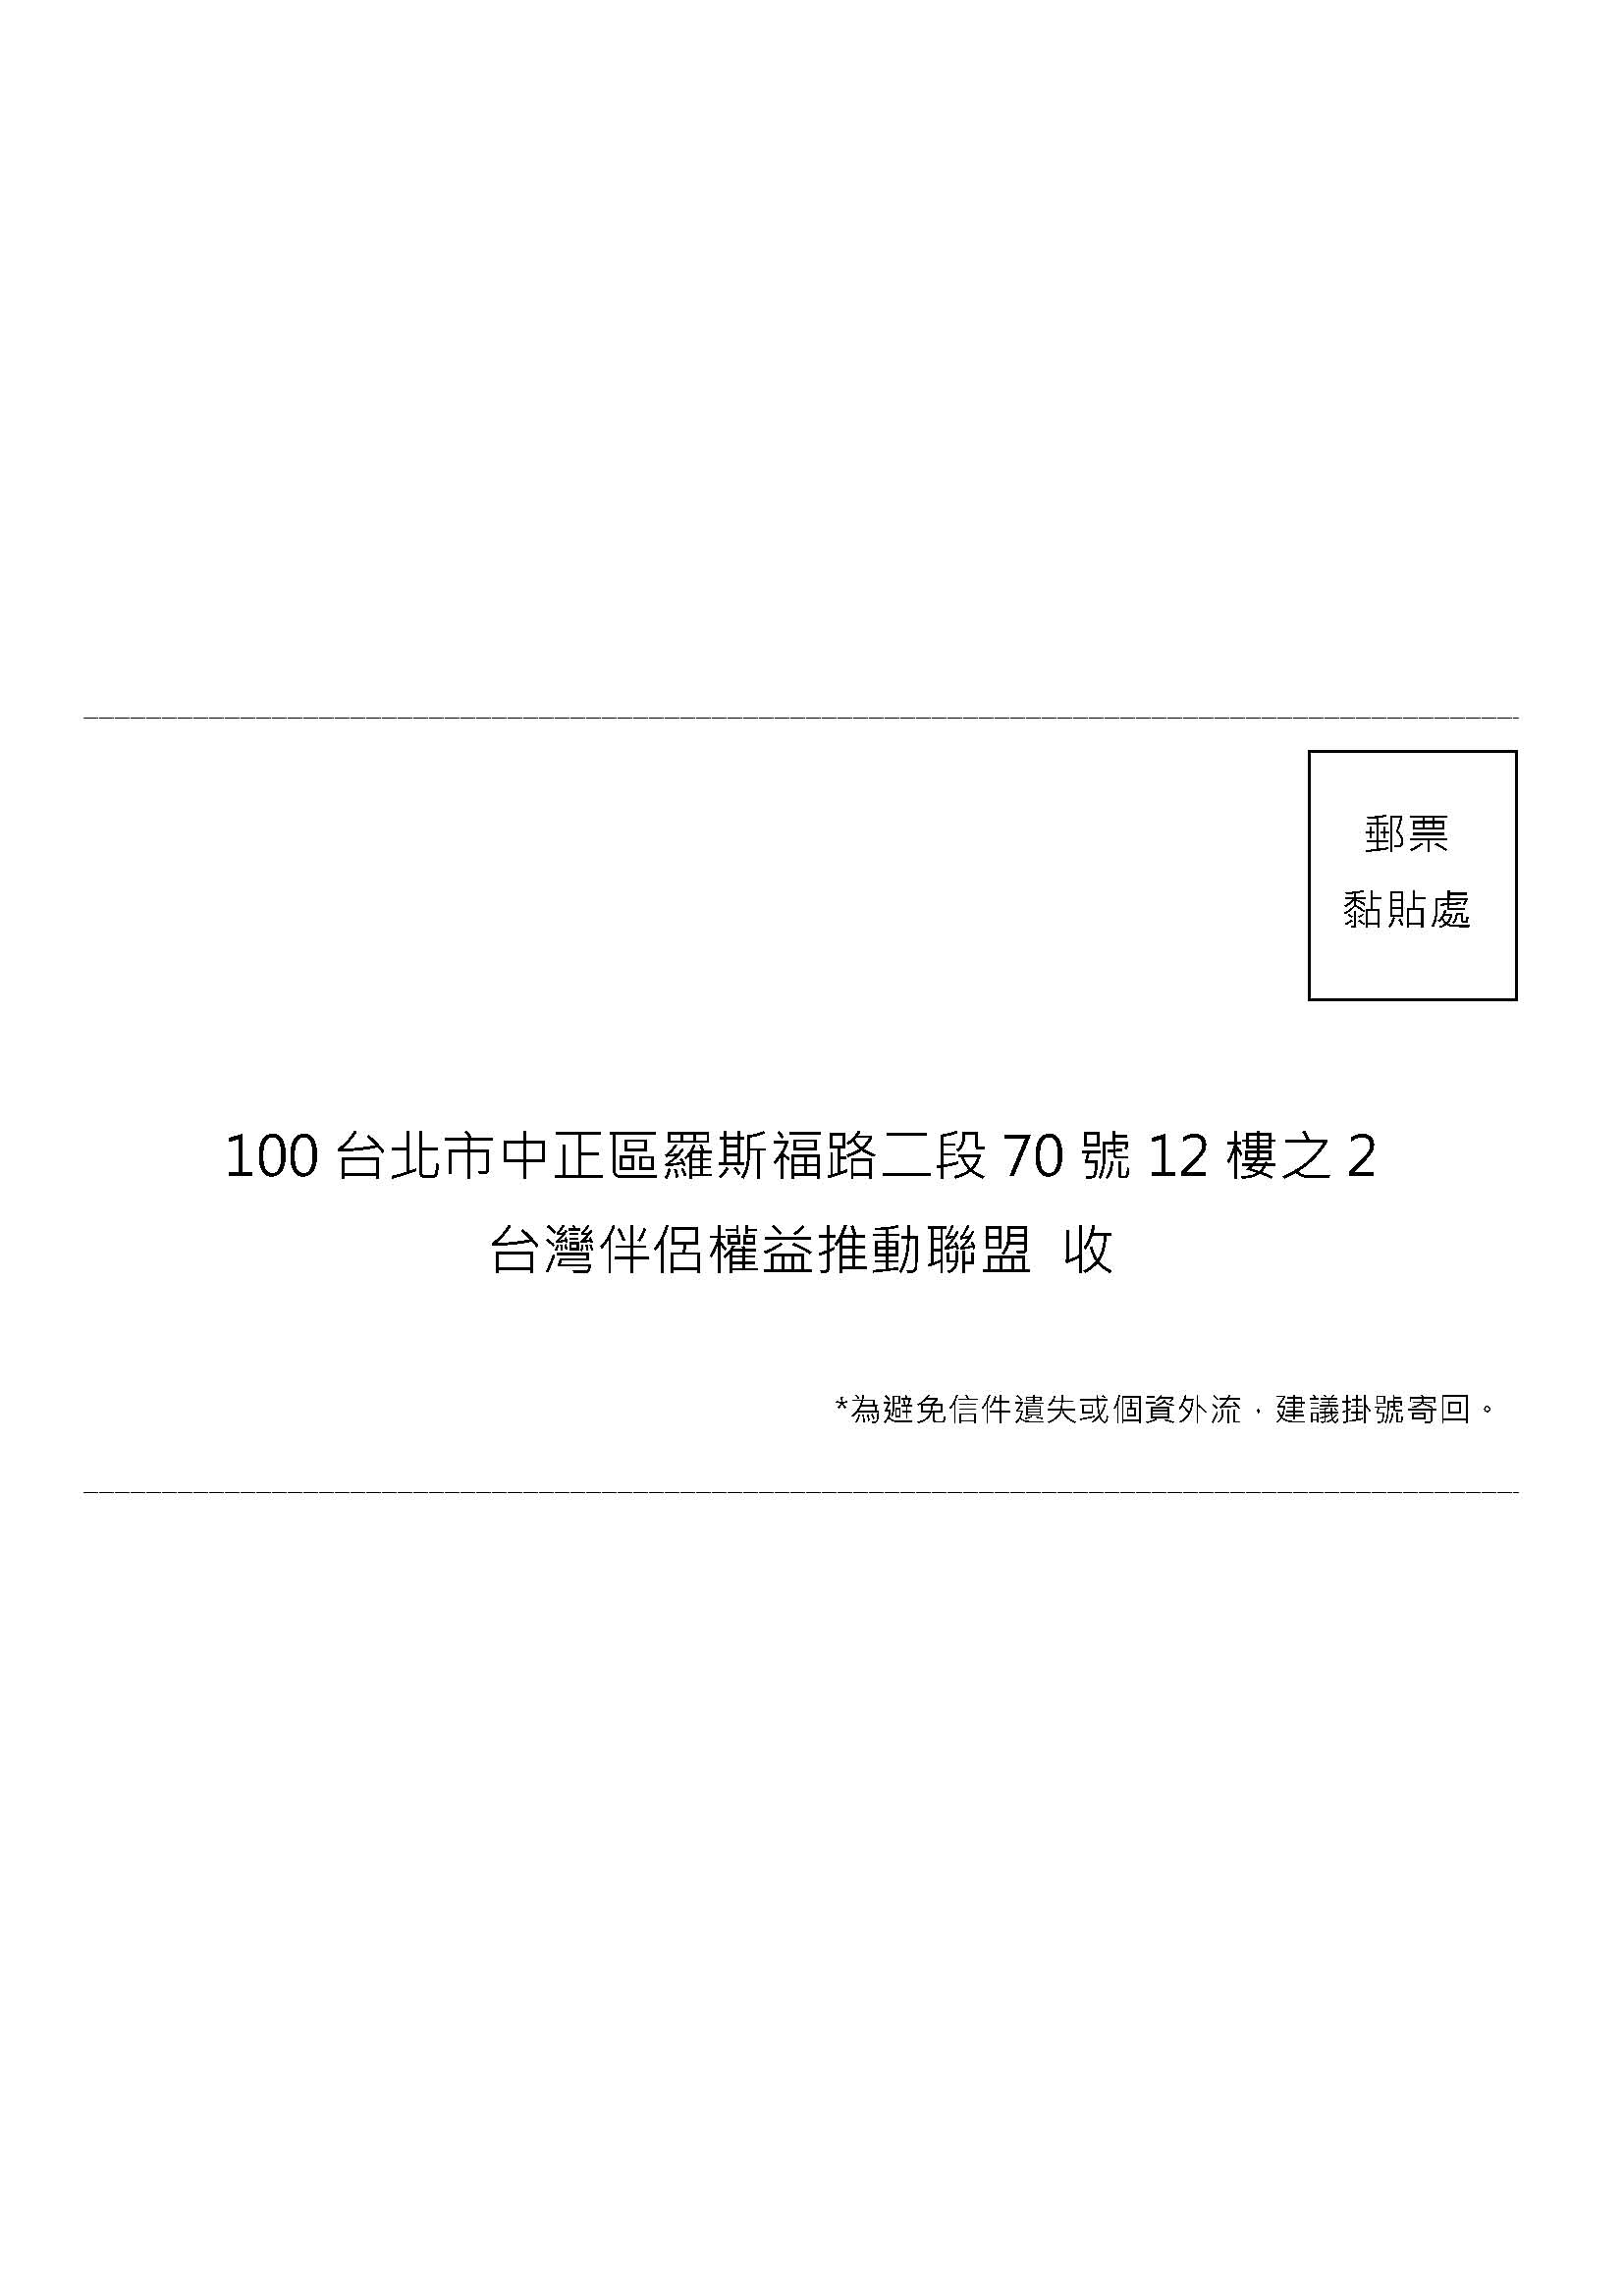 郵票
黏貼處
100 台北市中正區羅斯福路二段 70 號 12 樓之 2
台灣伴侶權益推動聯盟 收
*為避免信件遺失或個資外流，建議掛號寄回。